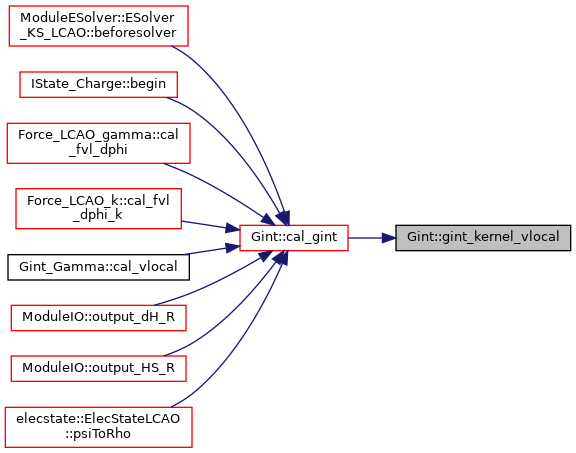 ModuleESolver::ESolver
_KS_LCAO::beforesolver
IState_Charge::begin
Force_LCAO_gamma::cal
_fvl_dphi
Force_LCAO_k::cal_fvl
_dphi_k
Gint_Gamma::cal_vlocal
ModuleIO::output_dH_R
ModuleIO::output_HS_R
elecstate::ElecStateLCAO
::psiToRho
Gint::cal_gint
Gint::gint_kernel_vlocal